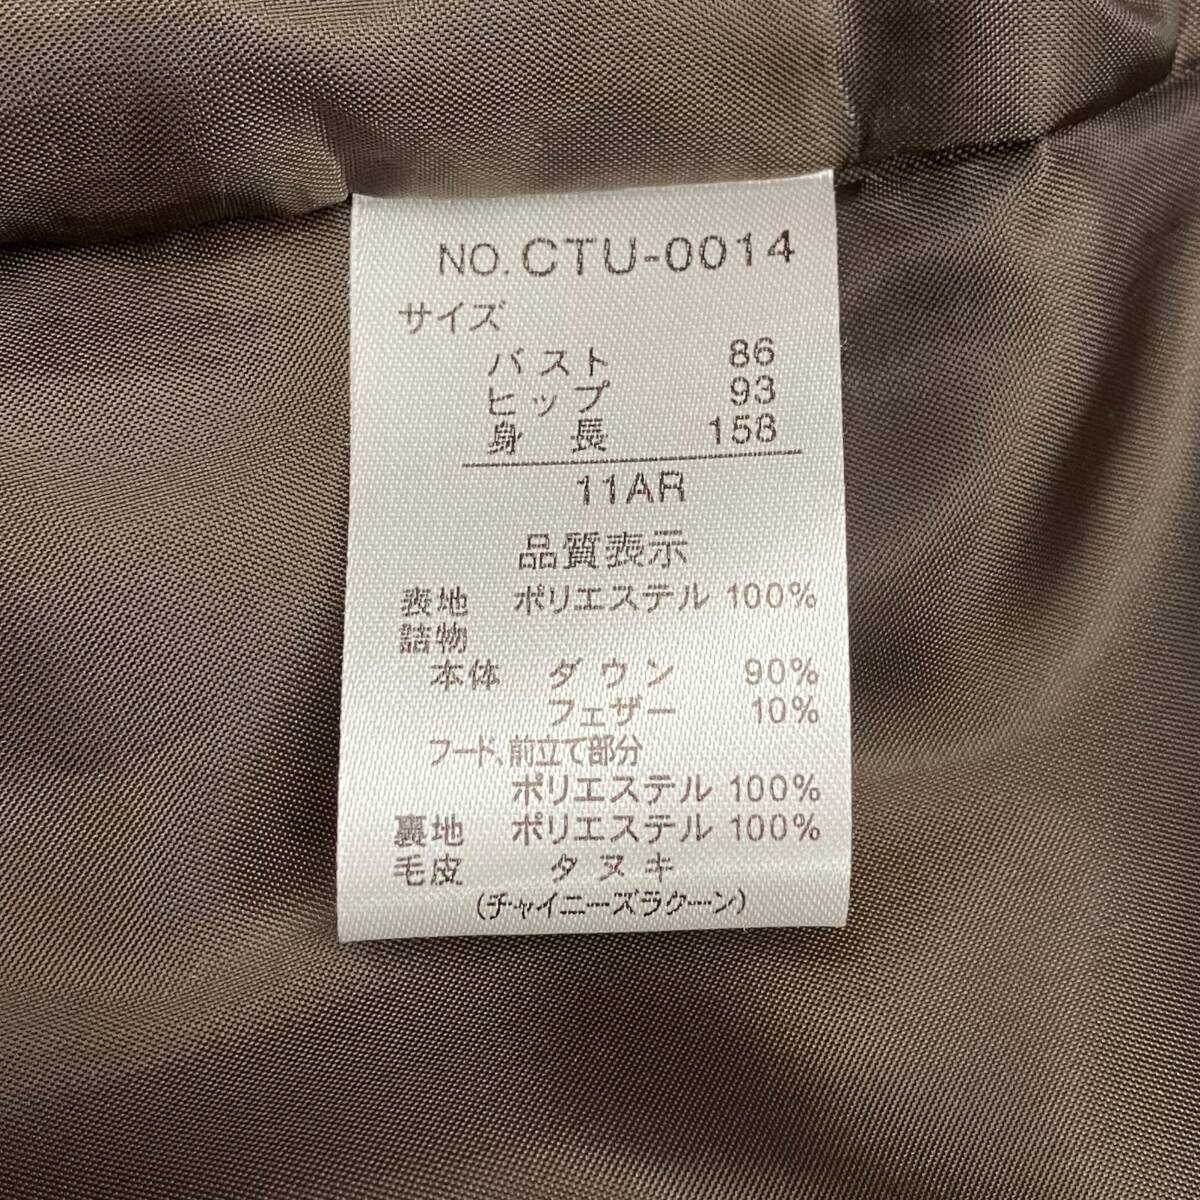 NO. CTU-0014
サイズ
バスト 86
ヒップ 93
身長 158
11AR
品質表示
表地 ポリエステル 100%
詰物
本体 ダウン 90%
フェザー 10%
フード、前立て部分
ポリエステル 100%
裏地 ポリエステル 100%
毛皮 タヌキ
(チャイニーズラクーン)